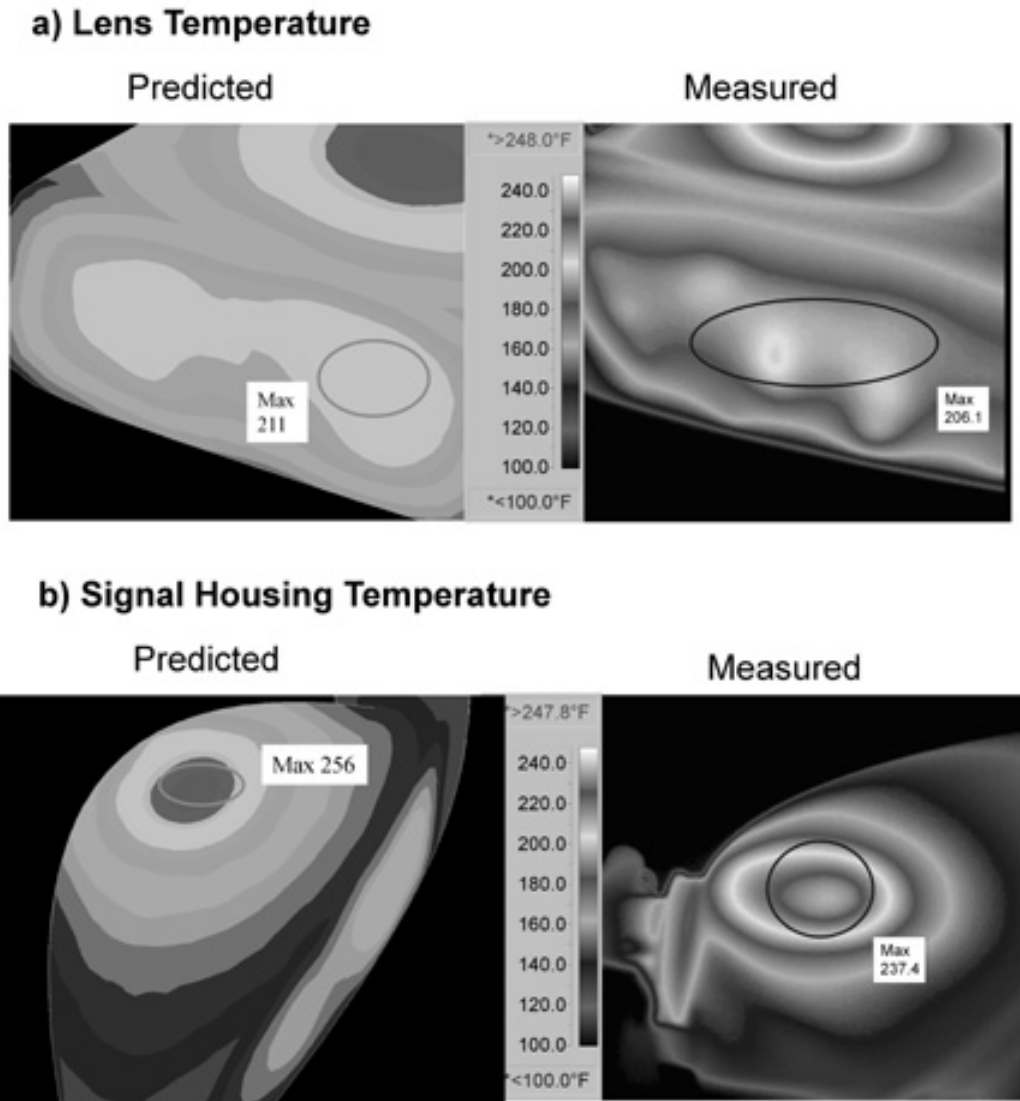 a) Lens Temperature
Predicted
Measured
*>248.0°F
240.0
220.0
200.0
180.0
160.0
140.0
120.0
100.0
*<100.0°F
Max
211
Max
206.1
b) Signal Housing Temperature
Predicted
Measured
*>247.8°F
240.0
220.0
200.0
180.0
160.0
140.0
120.0
100.0
*<100.0°F
Max 256
Max
237.4